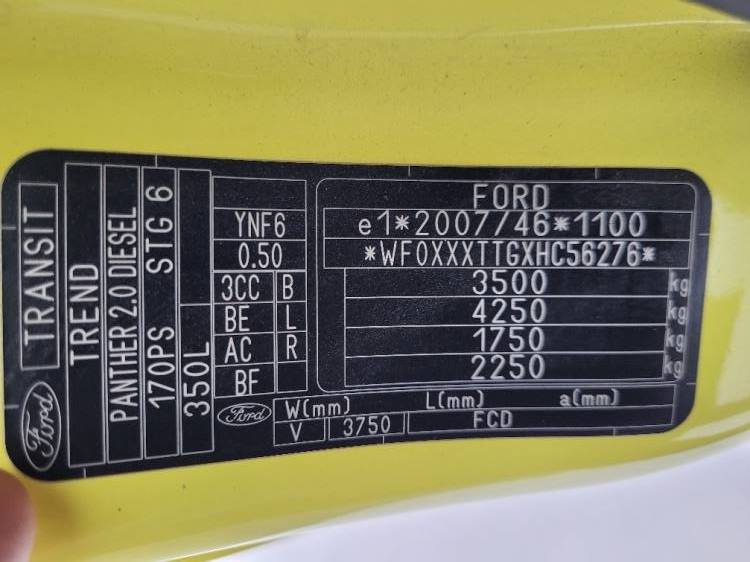 Ford
TRANSIT
TREND
PANTHER 2.0 DIESEL
170PS STG 6
350L
YNF6
0.50
3CC B
BE L
AC R
BF
FORD
e1*2007/46*1100
*WF0XXXTTGXHC56276*
3500 kg
4250 kg
1750 kg
2250 kg
Ford
W(mm) L(mm) a(mm)
V 3750 FCD